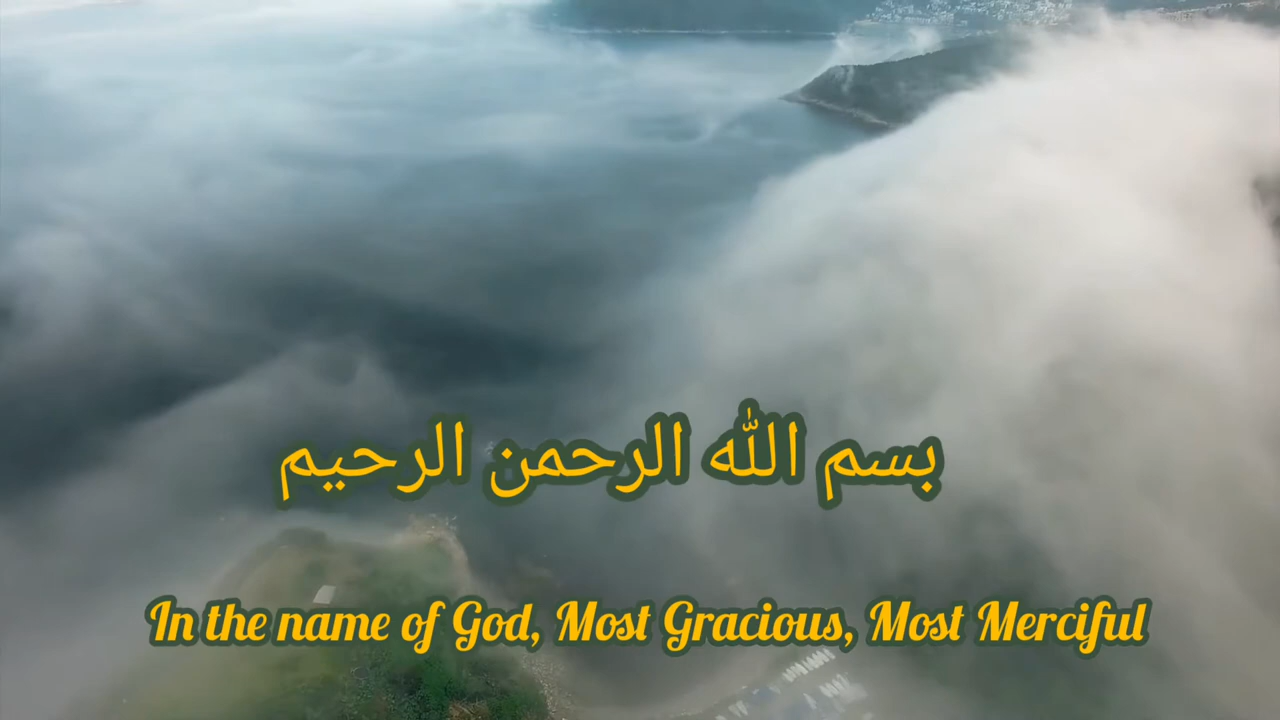 بسم الله الرحمن الرحيم
In the name of God, Most Gracious, Most Merciful